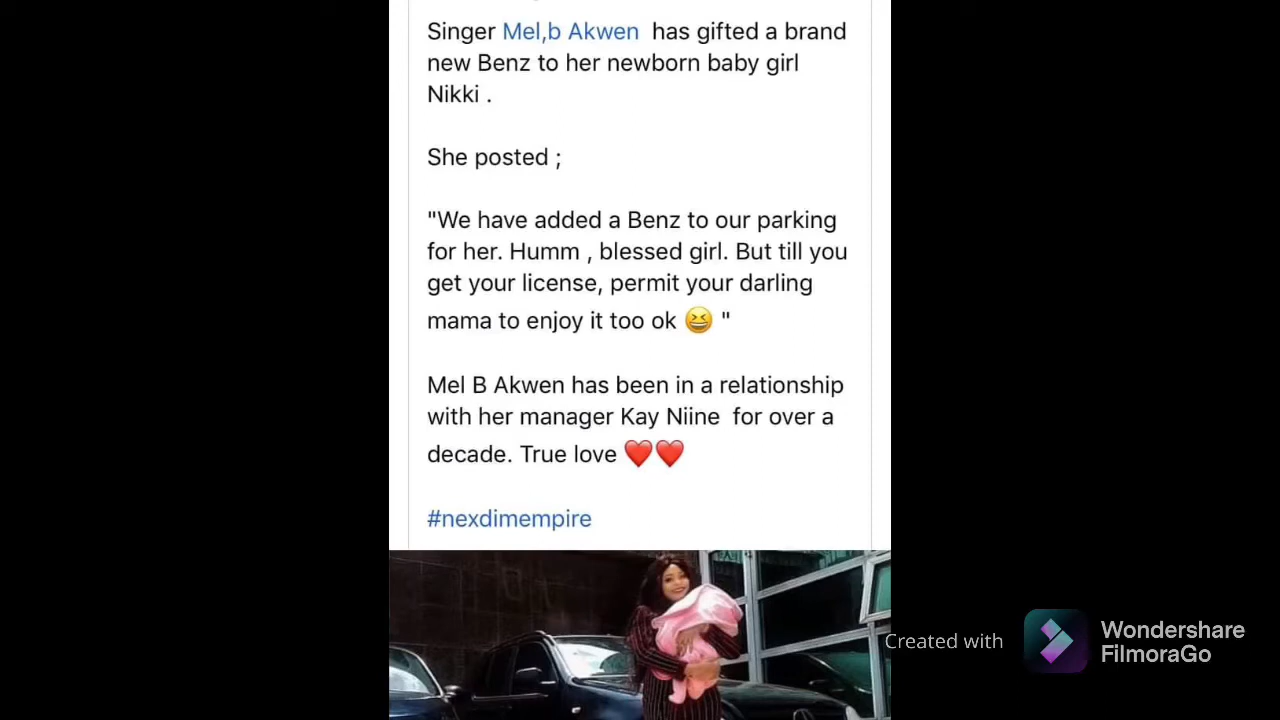 Singer Mel,b Akwen has gifted a brand
new Benz to her newborn baby girl
Nikki .
She posted ;
"We have added a Benz to our parking
for her. Humm , blessed girl. But till you
get your license, permit your darling
mama to enjoy it too ok 😆 "
Mel B Akwen has been in a relationship
with her manager Kay Niine for over a
decade. True love ❤️❤️
#nexdimempire
Created with
Wondershare
FilmoraGo